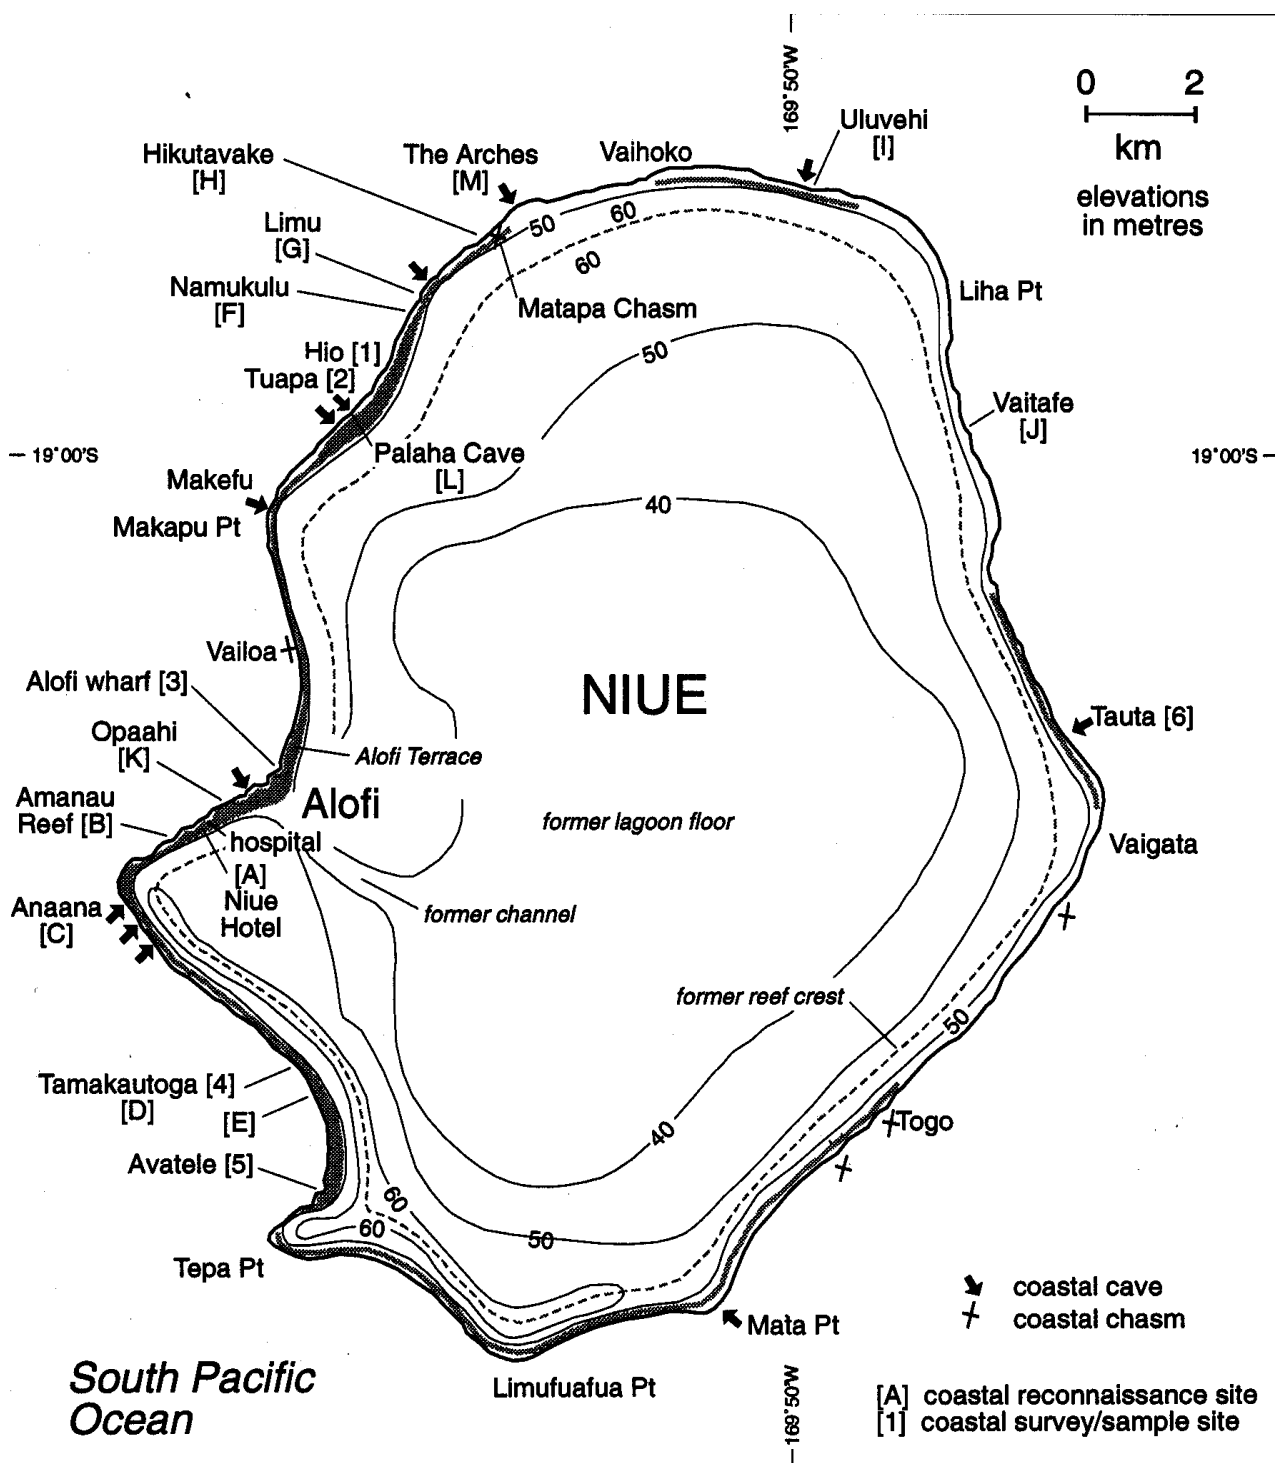 169°50'W
0 2
km
elevations
in metres
Uluvehi
[I]
Vaihoko
The Arches
[M]
Hikutavake
[H]
Limu
[G]
Namukulu
[F]
50
60
60
Matapa Chasm
Liha Pt
50
Hio [1]
Tuapa [2]
Vaitafe
[J]
19°00'S
19°00'S
Palaha Cave
[L]
Makefu
Makapu Pt
40
Vailoa
Alofi wharf [3]
NIUE
Tauta [6]
Opaahi
[K]
Alofi Terrace
Amanau
Reef [B]
Alofi
former lagoon floor
hospital
Vaigata
[A]
Niue
Hotel
Anaana
[C]
former channel
former reef crest
50
Tamakautoga [4]
[D]
[E]
Togo
40
Avatele [5]
60
60
50
Tepa Pt
Mata Pt
coastal cave
coastal chasm
South Pacific
Ocean
Limufuafua Pt
169°50'W
[A] coastal reconnaissance site
[1] coastal survey/sample site